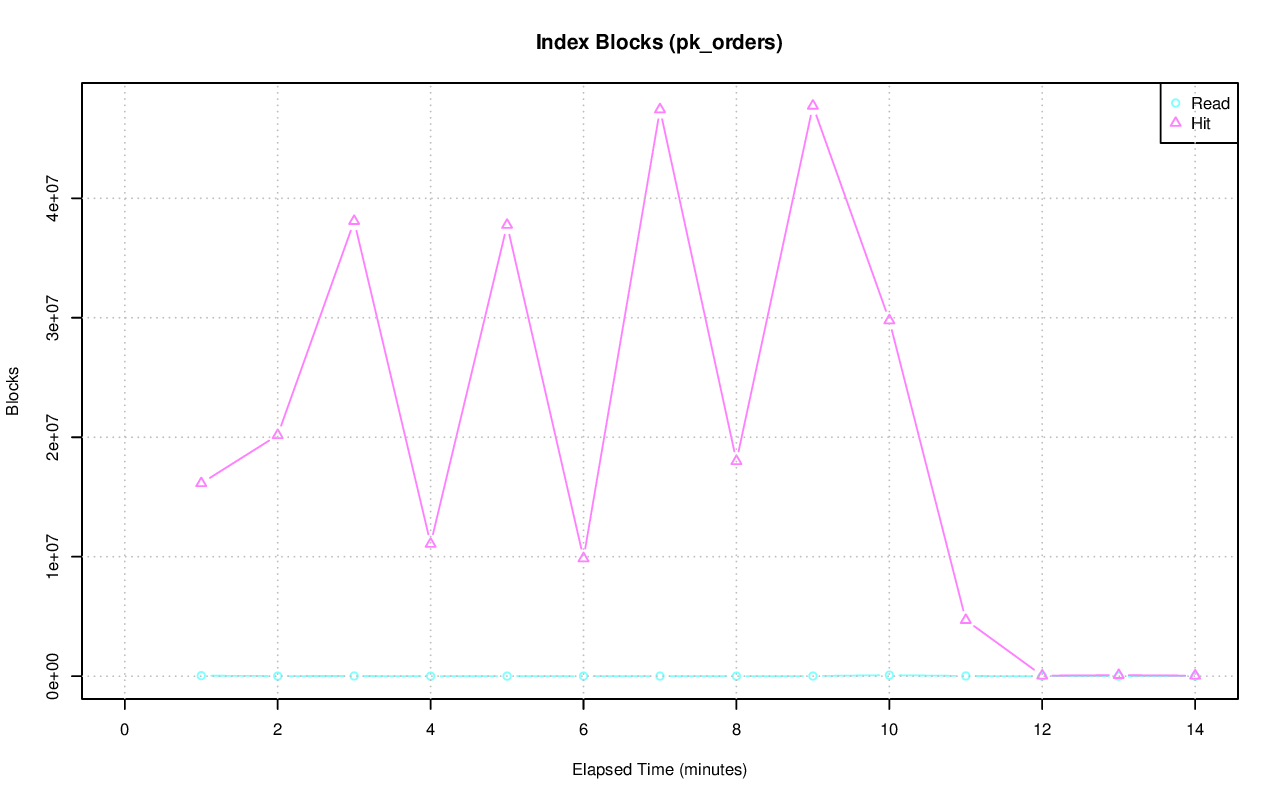 Index Blocks (pk_orders)
Read
Hit
Blocks
4e+07
3e+07
2e+07
1e+07
0e+00
0 2 4 6 8 10 12 14
Elapsed Time (minutes)